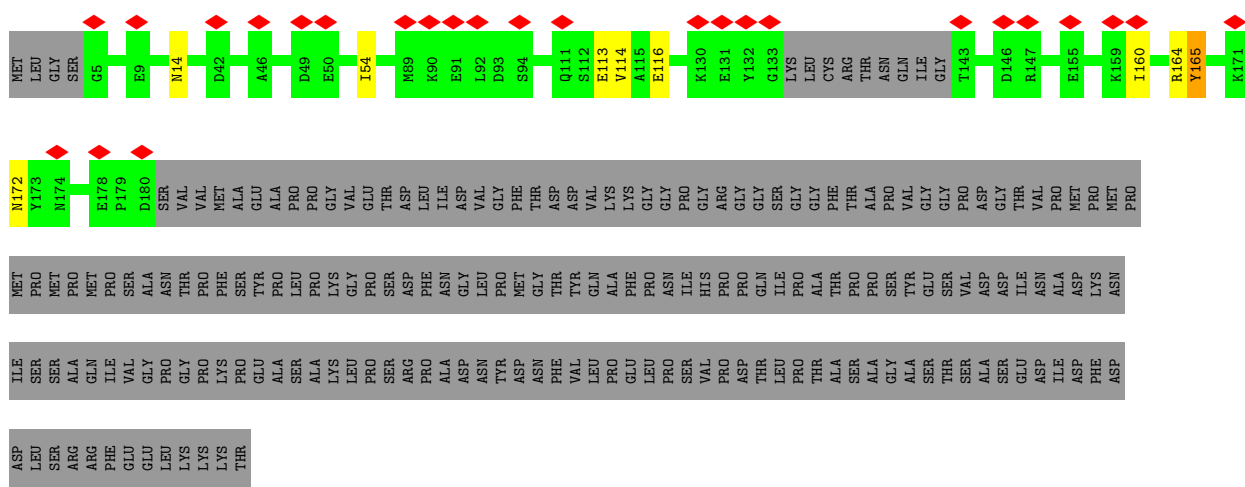 MET LEU GLY SER G5 E9 N14 D42 A46 D49 E50 I54 M89 K90 E91 L92 D93 S94 Q111 S112 E113 V114 A115 E116 K130 E131 Y132 G133 LYS LEU CYS ARG THR ASN GLN ILE GLY T143 D146 R147 E155 K159 I160 R164 Y165 K171
N172 Y173 N174 E178 P179 D180 SER VAL VAL MET ALA GLU ALA PRO PRO GLY VAL GLU THR ASP LEU ILE ASP VAL GLY PHE THR ASP ASP VAL LYS LYS GLY GLY PRO GLY ARG GLY GLY SER GLY GLY PHE THR ALA PRO VAL GLY GLY PRO ASP GLY THR VAL PRO MET PRO MET PRO
MET PRO MET PRO MET PRO SER ALA ASN THR PRO PHE SER TYR PRO LEU PRO LYS GLY PRO SER ASP PHE ASN GLY LEU PRO MET GLY THR TYR GLN ALA PHE PRO ASN ILE HIS PRO PRO GLN ILE PRO ALA THR PRO PRO SER TYR GLU SER VAL ASP ASP ILE ASN ALA ASP LYS ASN
ILE SER SER ALA GLN ILE VAL GLY PRO GLY PRO LYS PRO GLU ALA SER ALA LYS LEU PRO SER ARG PRO ALA ASP ASN TYR ASP ASN PHE VAL LEU PRO GLU LEU PRO SER VAL PRO ASP THR LEU PRO THR ALA SER ALA GLY ALA SER THR SER ALA SER GLU ASP ILE ASP PHE ASP
ASP LEU SER ARG ARG PHE GLU GLU LEU LYS LYS LYS THR